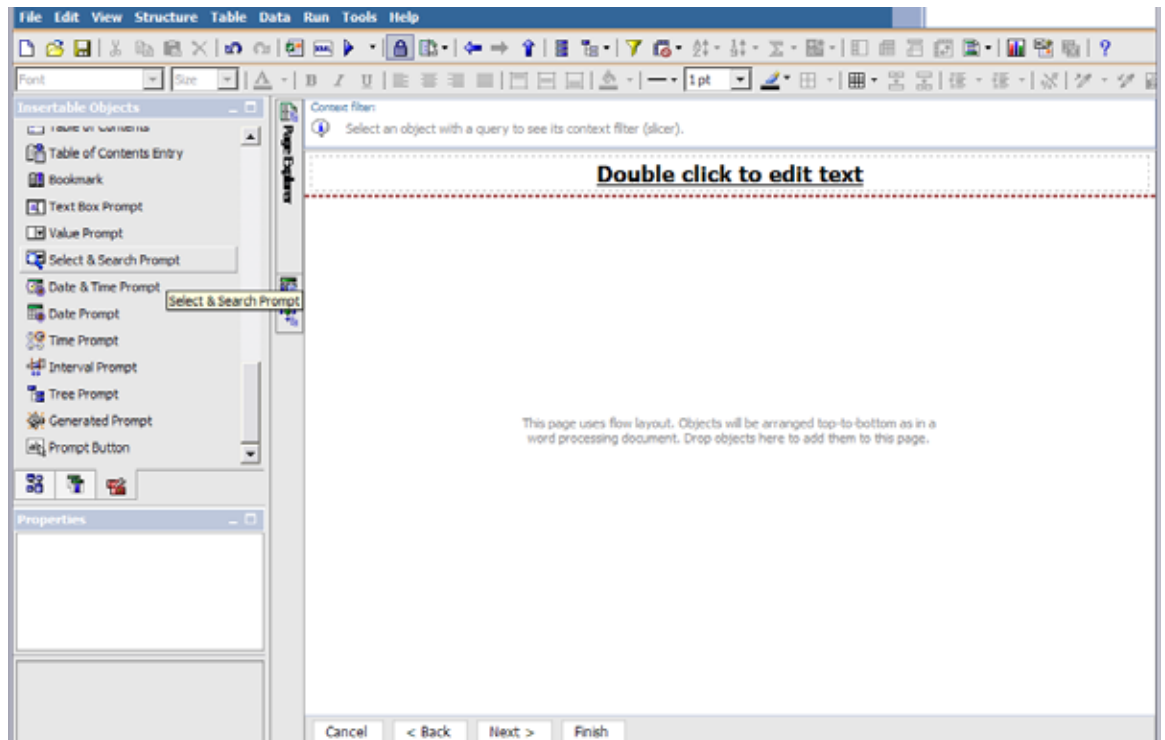 File Edit View Structure Table Data Run Tools Help
Font Size 1 pt
Insertable Objects
Table of Contents
Table of Contents Entry
Bookmark
Text Box Prompt
Value Prompt
Select & Search Prompt
Date & Time Prompt
Select & Search Prompt
Date Prompt
Time Prompt
Interval Prompt
Tree Prompt
Generated Prompt
Prompt Button
Properties
Page Explorer
Context filter:
Select an object with a query to see its context filter (slicer).
Double click to edit text
This page uses flow layout. Objects will be arranged top-to-bottom as in a
word processing document. Drop objects here to add them to this page.
Cancel < Back Next > Finish